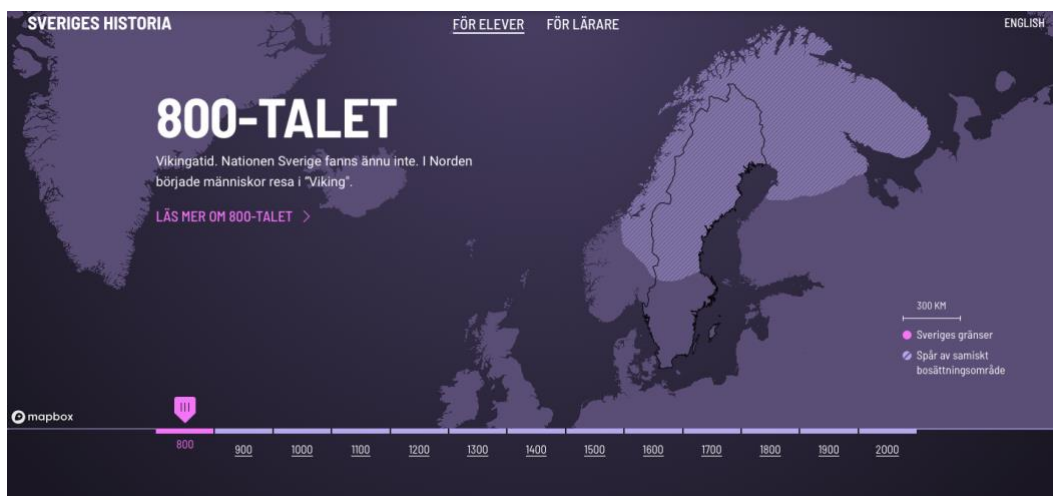 SVERIGES HISTORIA
FÖR ELEVER
FÖR LÄRARE
ENGLISH
800-TALET
Vikingatid. Nationen Sverige fanns ännu inte. I Norden
började människor resa i "Viking".
LÄS MER OM 800-TALET
300 KM
Sveriges gränser
Spår av samiskt
bosättningsområde
mapbox
800
900
1000
1100
1200
1300
1400
1500
1600
1700
1800
1900
2000